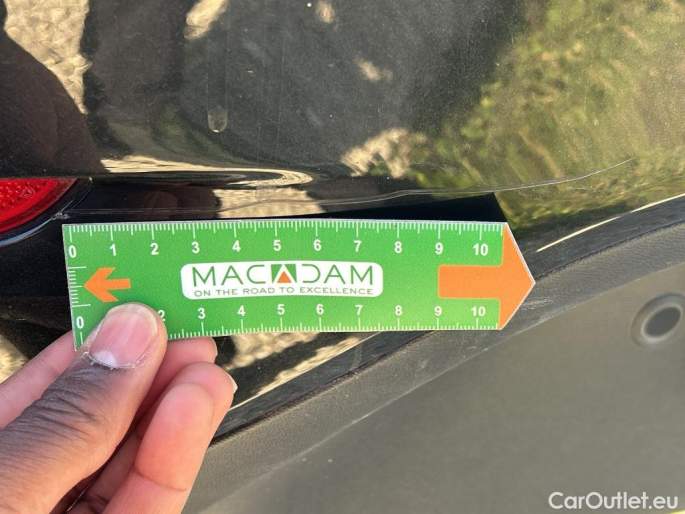 0 1 2 3 4 5 6 7 8 9 10
MACADAM
ON THE ROAD TO EXCELLENCE
0 2 3 4 5 6 7 8 9 10
CarOutlet.eu